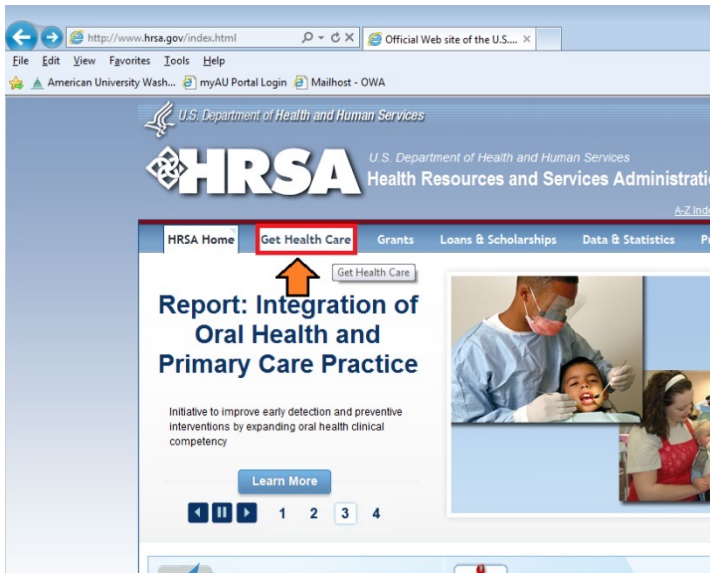 http://www.hrsa.gov/index.html
Official Web site of the U.S....
File Edit View Favorites Tools Help
American University Wash... myAU Portal Login Mailhost - OWA
U.S. Department of Health and Human Services
HRSA
U.S. Department of Health and Human Services
Health Resources and Services Administrati
A-Z Inde
HRSA Home Get Health Care Grants Loans & Scholarships Data & Statistics P
Get Health Care
Report: Integration of
Oral Health and
Primary Care Practice
Initiative to improve early detection and preventive
interventions by expanding oral health clinical
competency
Learn More
1 2 3 4